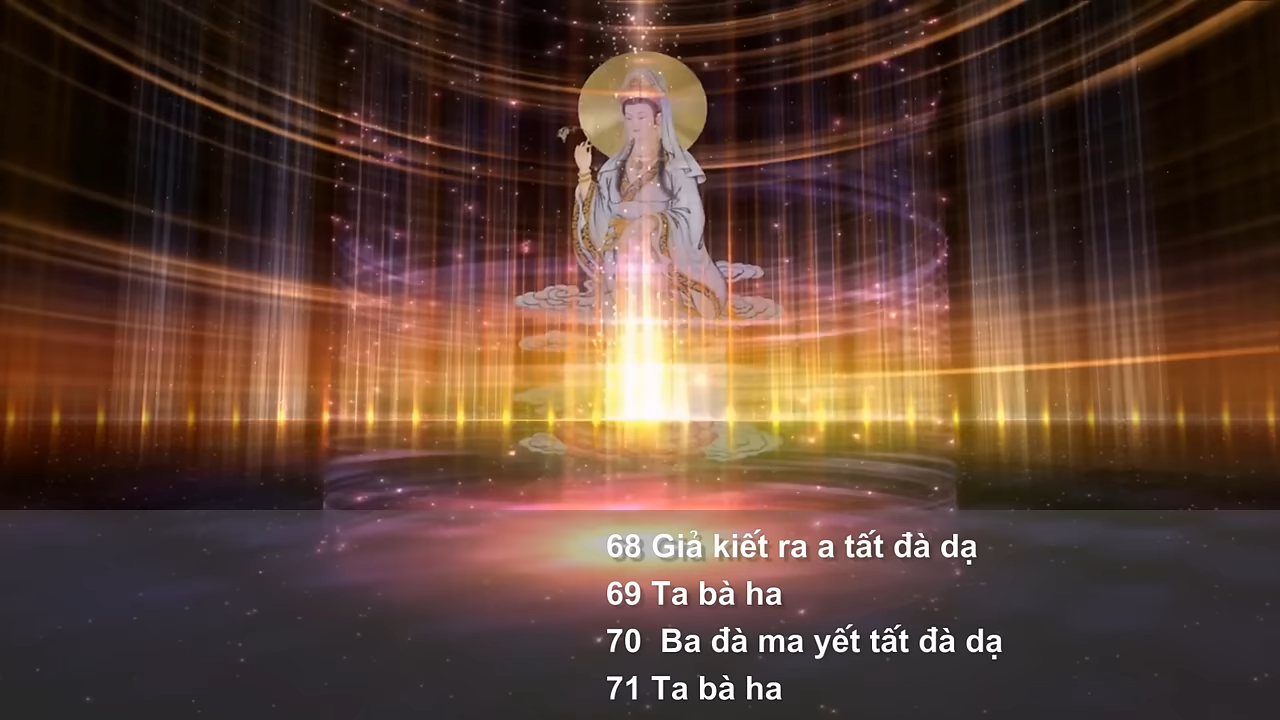 68 Giả kiết ra a tất đà dạ
69 Ta bà ha
70  Ba đà ma yết tất đà dạ
71 Ta bà ha